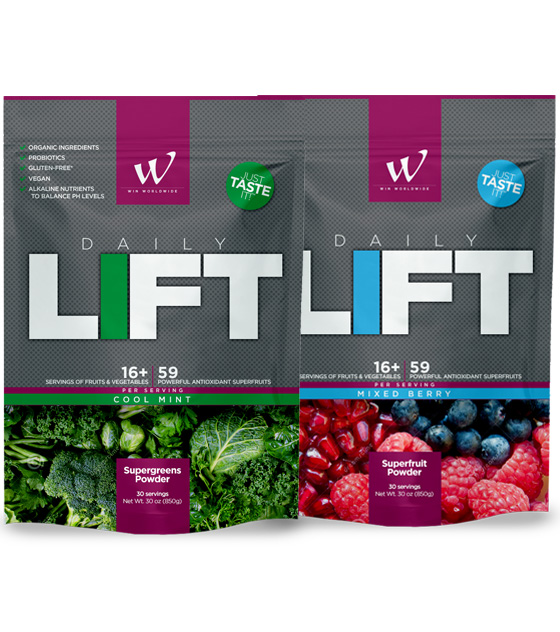 ORGANIC INGREDIENTS
PROBIOTICS
GLUTEN-FREE*
VEGAN
ALKALINE NUTRIENTS
TO BALANCE PH LEVELS
W
WIN WORLDWIDE
JUST
TASTE
IT!
DAILY
LIFT
16+ | 59
SERVINGS OF FRUITS & VEGETABLES | POWERFUL ANTIOXIDANT SUPERFRUITS
PER SERVING
COOL MINT
Supergreens
Powder
30 servings
Net Wt. 30 oz (850g)
W
WIN WORLDWIDE
JUST
TASTE
IT!
DAILY
LIFT
16+ | 59
SERVINGS OF FRUITS & VEGETABLES | POWERFUL ANTIOXIDANT SUPERFRUITS
PER SERVING
MIXED BERRY
Superfruit
Powder
30 servings
Net Wt. 30 oz (850g)